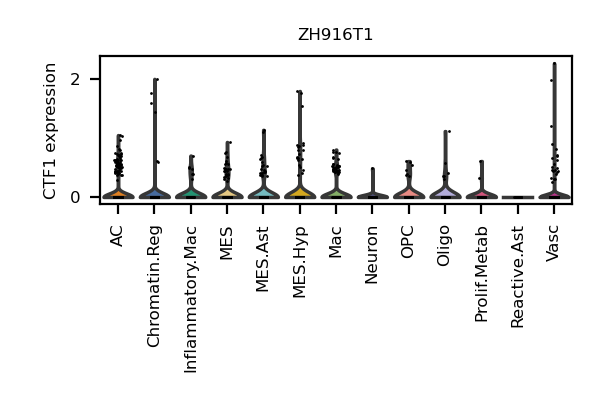 ZH916T1
CTF1 expression
2
0
AC
Chromatin.Reg
Inflammatory.Mac
MES
MES.Ast
MES.Hyp
Mac
Neuron
OPC
Oligo
Prolif.Metab
Reactive.Ast
Vasc